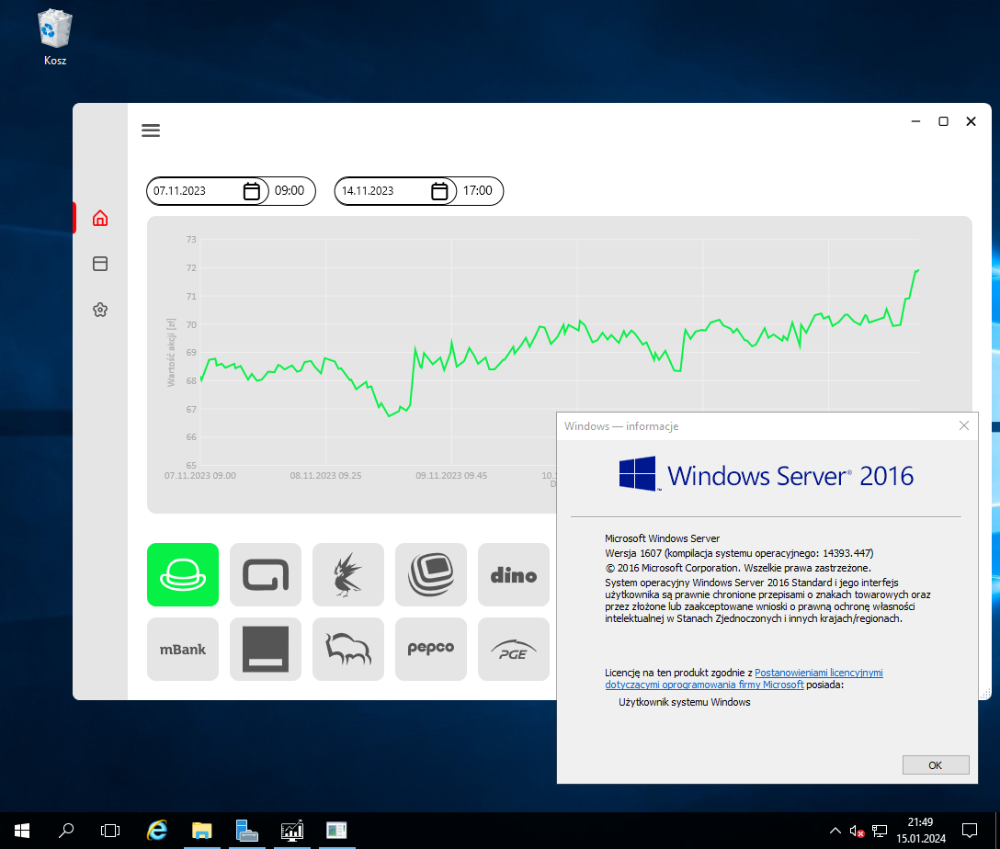 Kosz
07.11.2023
09:00
14.11.2023
17:00
73
72
71
70
69
68
67
66
65
Wartość akcji [zł]
07.11.2023 09.00
08.11.2023 09.25
09.11.2023 09.45
10.
D
dino
mBank
pepco
PGE
Windows — informacje
Windows Server® 2016
Microsoft Windows Server
Wersja 1607 (kompilacja systemu operacyjnego: 14393.447)
© 2016 Microsoft Corporation. Wszelkie prawa zastrzeżone.
System operacyjny Windows Server 2016 Standard i jego interfejs
użytkownika są prawnie chronione przepisami o znakach towarowych oraz
przez złożone lub zaakceptowane wnioski o prawną ochronę własności
intelektualnej w Stanach Zjednoczonych i innych krajach/regionach.
Licencję na ten produkt zgodnie z Postanowieniami licencyjnymi
dotyczącymi oprogramowania firmy Microsoft posiada:
Użytkownik systemu Windows
OK
21:49
15.01.2024